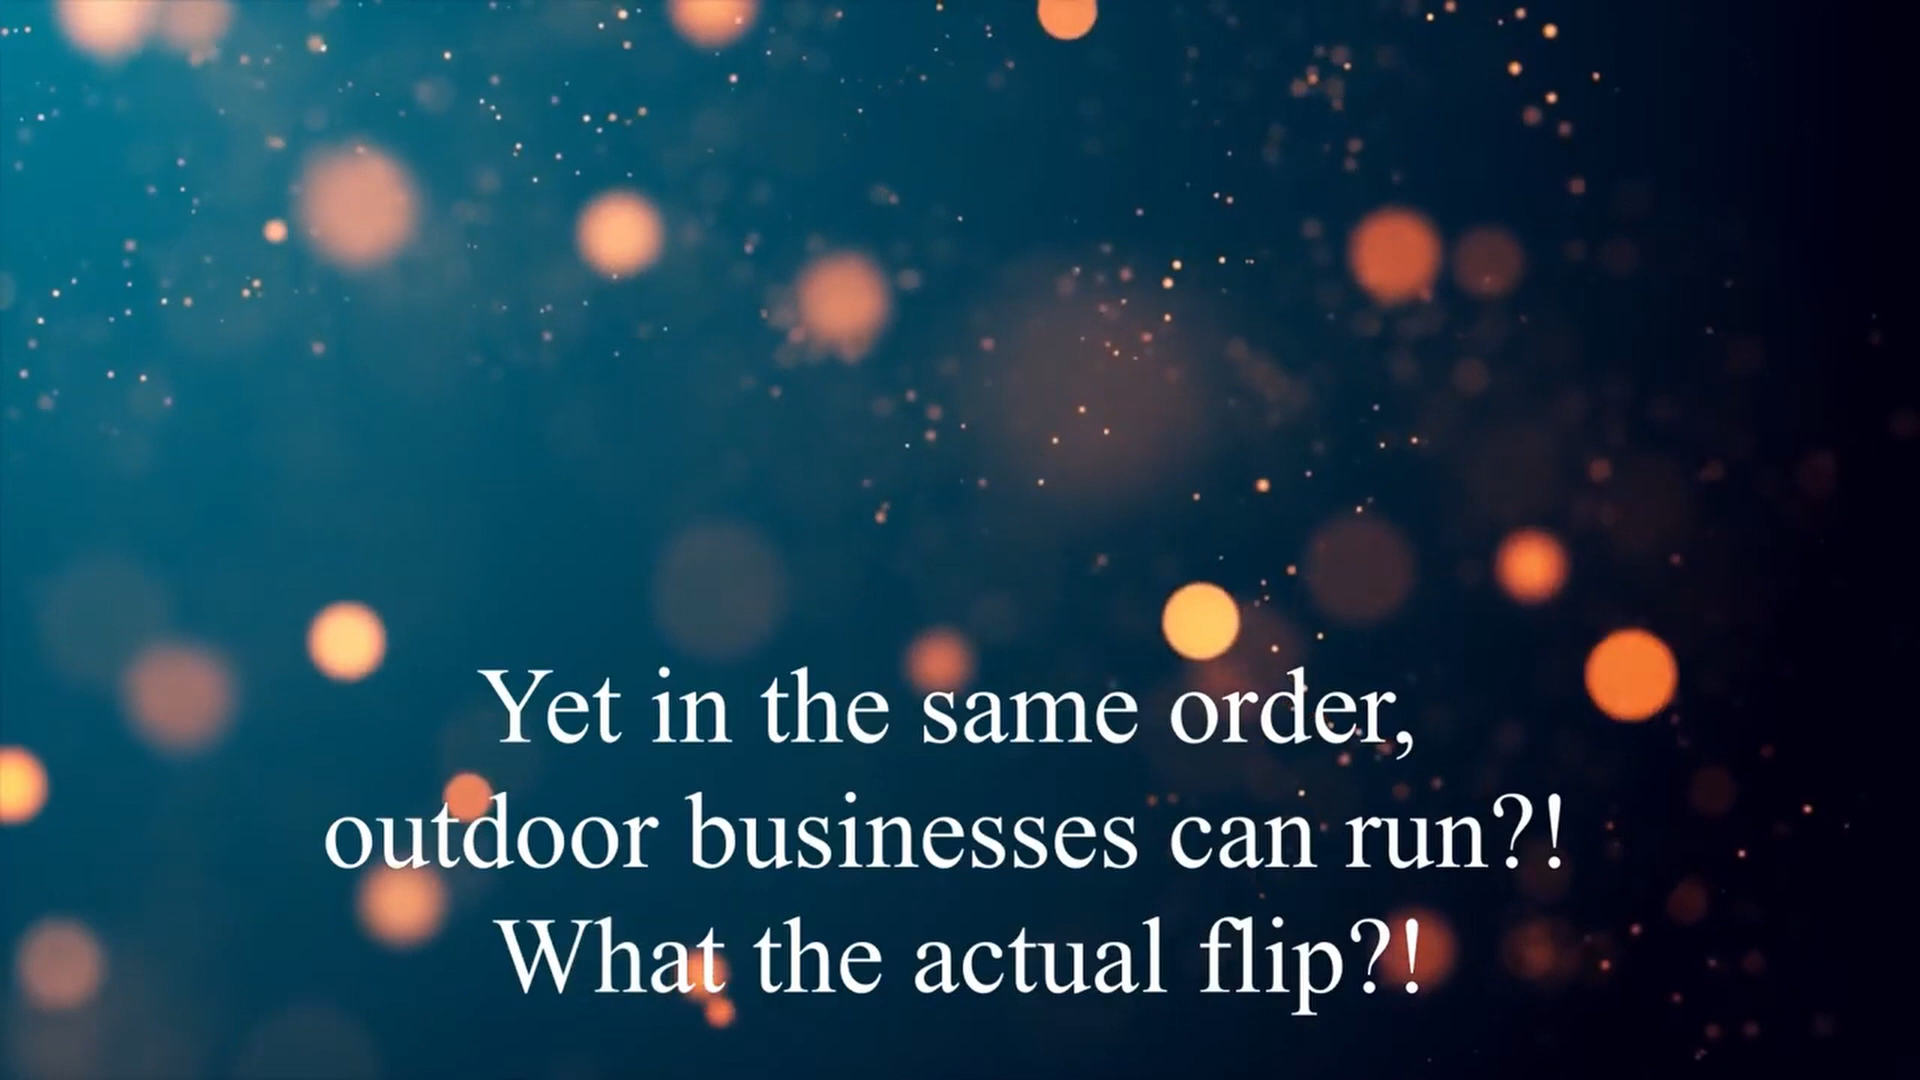 Yet in the same order,
outdoor businesses can run?!
What the actual flip?!